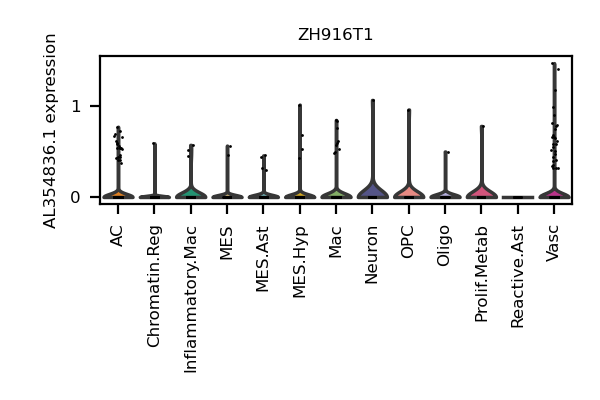 ZH916T1
AL354836.1 expression
1
0
AC
Chromatin.Reg
Inflammatory.Mac
MES
MES.Ast
MES.Hyp
Mac
Neuron
OPC
Oligo
Prolif.Metab
Reactive.Ast
Vasc